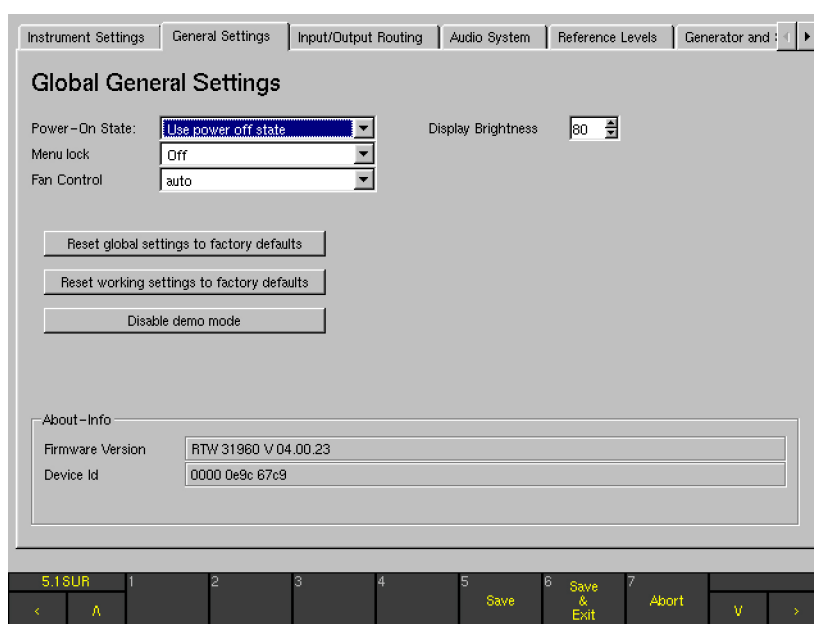 Instrument Settings General Settings Input/Output Routing Audio System Reference Levels Generator and
Global General Settings
Power-On State: Use power off state Display Brightness 80
Menu lock Off
Fan Control auto
Reset global settings to factory defaults
Reset working settings to factory defaults
Disable demo mode
About-Info
Firmware Version RTW 31960 V 04.00.23
Device Id 0000 0e9c 67c9
5.1SUR 1 2 3 4 5 Save 6 Save & Exit 7 Abort
< Λ V >